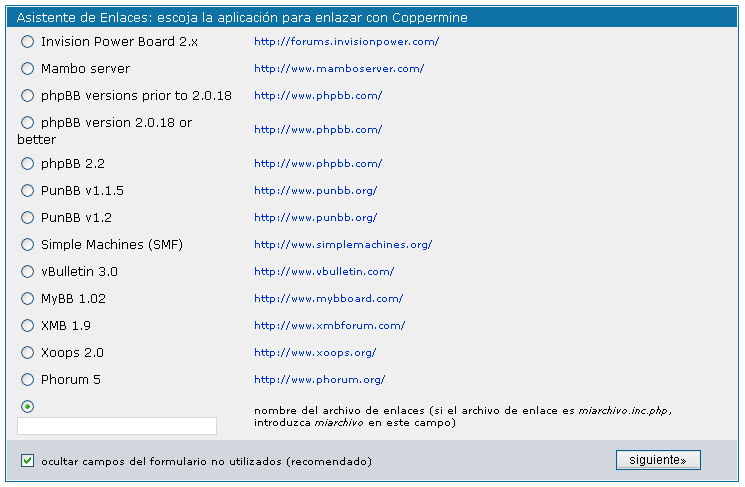 Asistente de Enlaces: escoja la aplicación para enlazar con Coppermine
Invision Power Board 2.x http://forums.invisionpower.com/
Mambo server http://www.mamboserver.com/
phpBB versions prior to 2.0.18 http://www.phpbb.com/
phpBB version 2.0.18 or
better http://www.phpbb.com/
phpBB 2.2 http://www.phpbb.com/
PunBB v1.1.5 http://www.punbb.org/
PunBB v1.2 http://www.punbb.org/
Simple Machines (SMF) http://www.simplemachines.org/
vBulletin 3.0 http://www.vbulletin.com/
MyBB 1.02 http://www.mybboard.com/
XMB 1.9 http://www.xmbforum.com/
Xoops 2.0 http://www.xoops.org/
Phorum 5 http://www.phorum.org/
nombre del archivo de enlaces (si el archivo de enlace es miarchivo.inc.php,
introduzca miarchivo en este campo)
ocultar campos del formulario no utilizados (recomendado) siguiente»